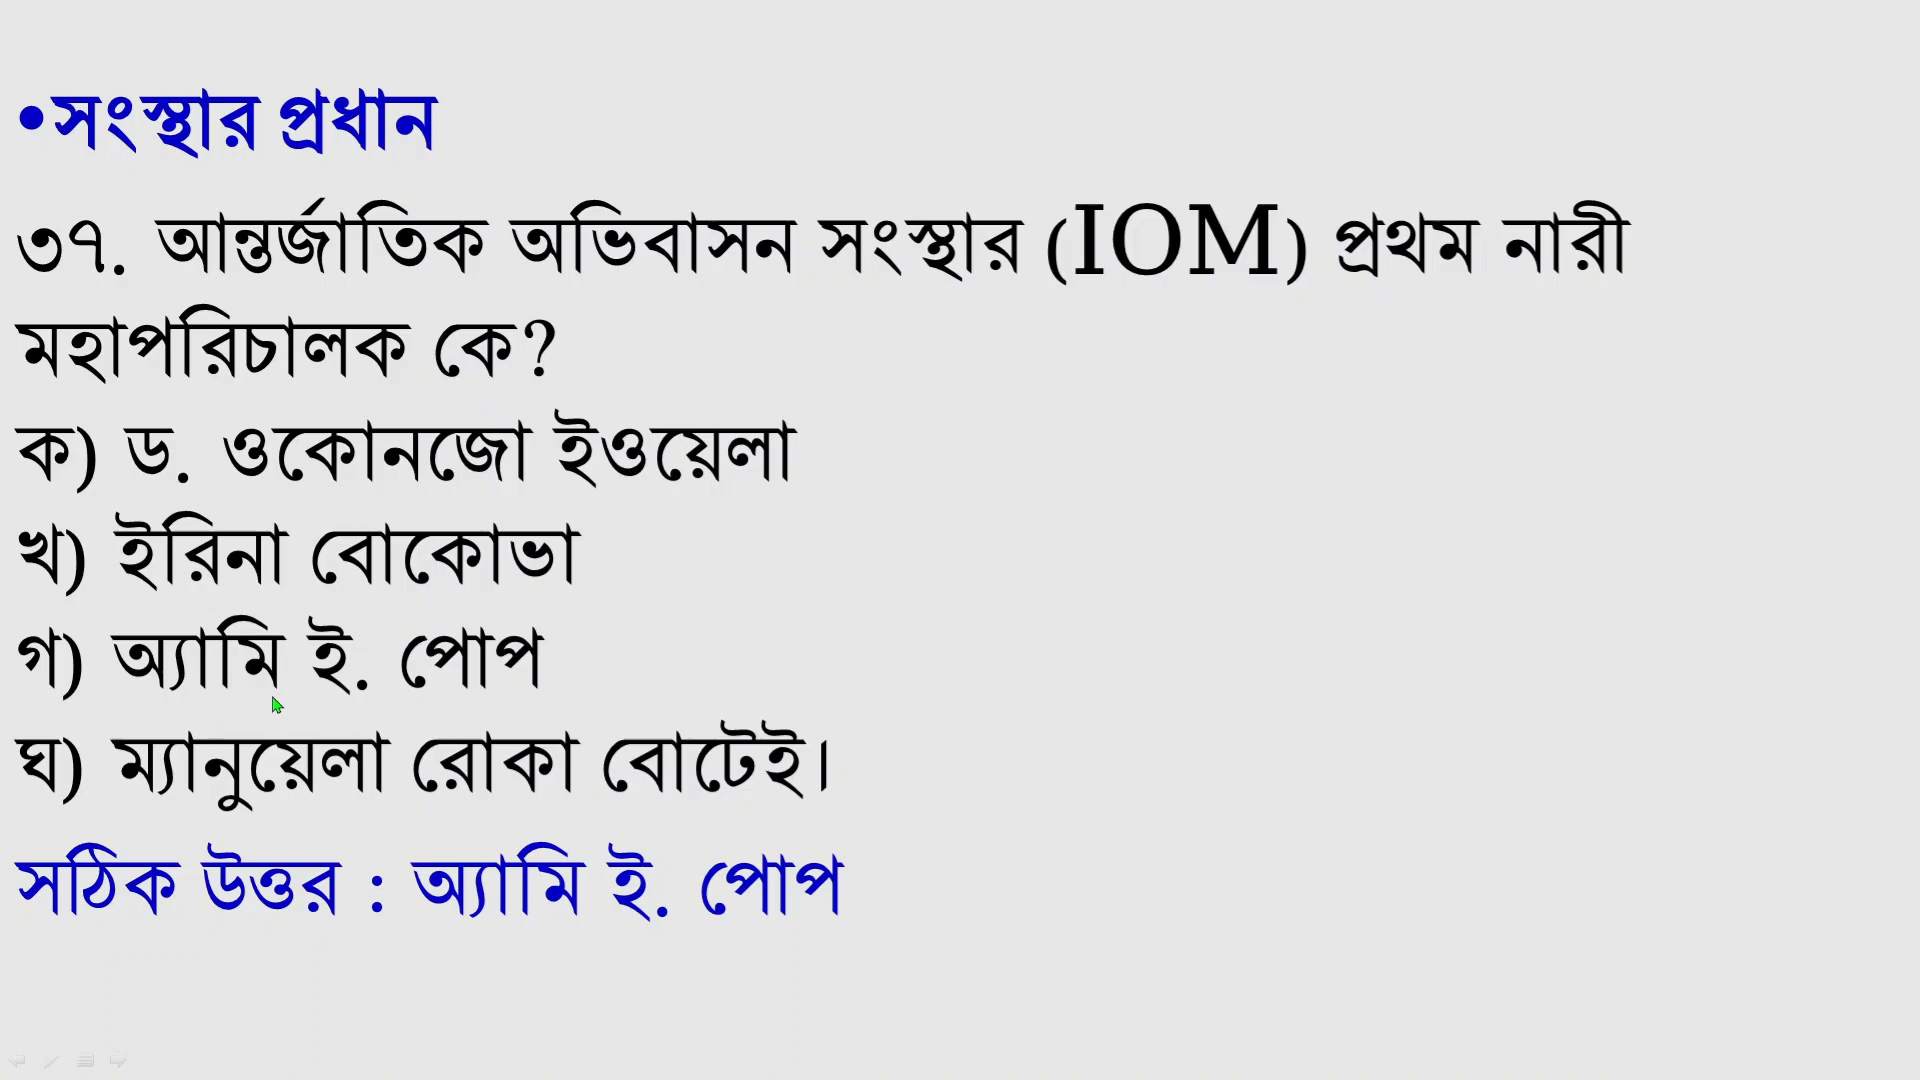 •সংস্থার প্রধান
৩৭. আন্তর্জাতিক অভিবাসন সংস্থার (IOM) প্রথম নারী
মহাপরিচালক কে?
ক) ড. ওকোনজো ইওয়েলা
খ) ইরিনা বোকোভা
গ) অ্যামি ই. পোপ
ঘ) ম্যানুয়েলা রোকা বোটেই।
সঠিক উত্তর : অ্যামি ই. পোপ